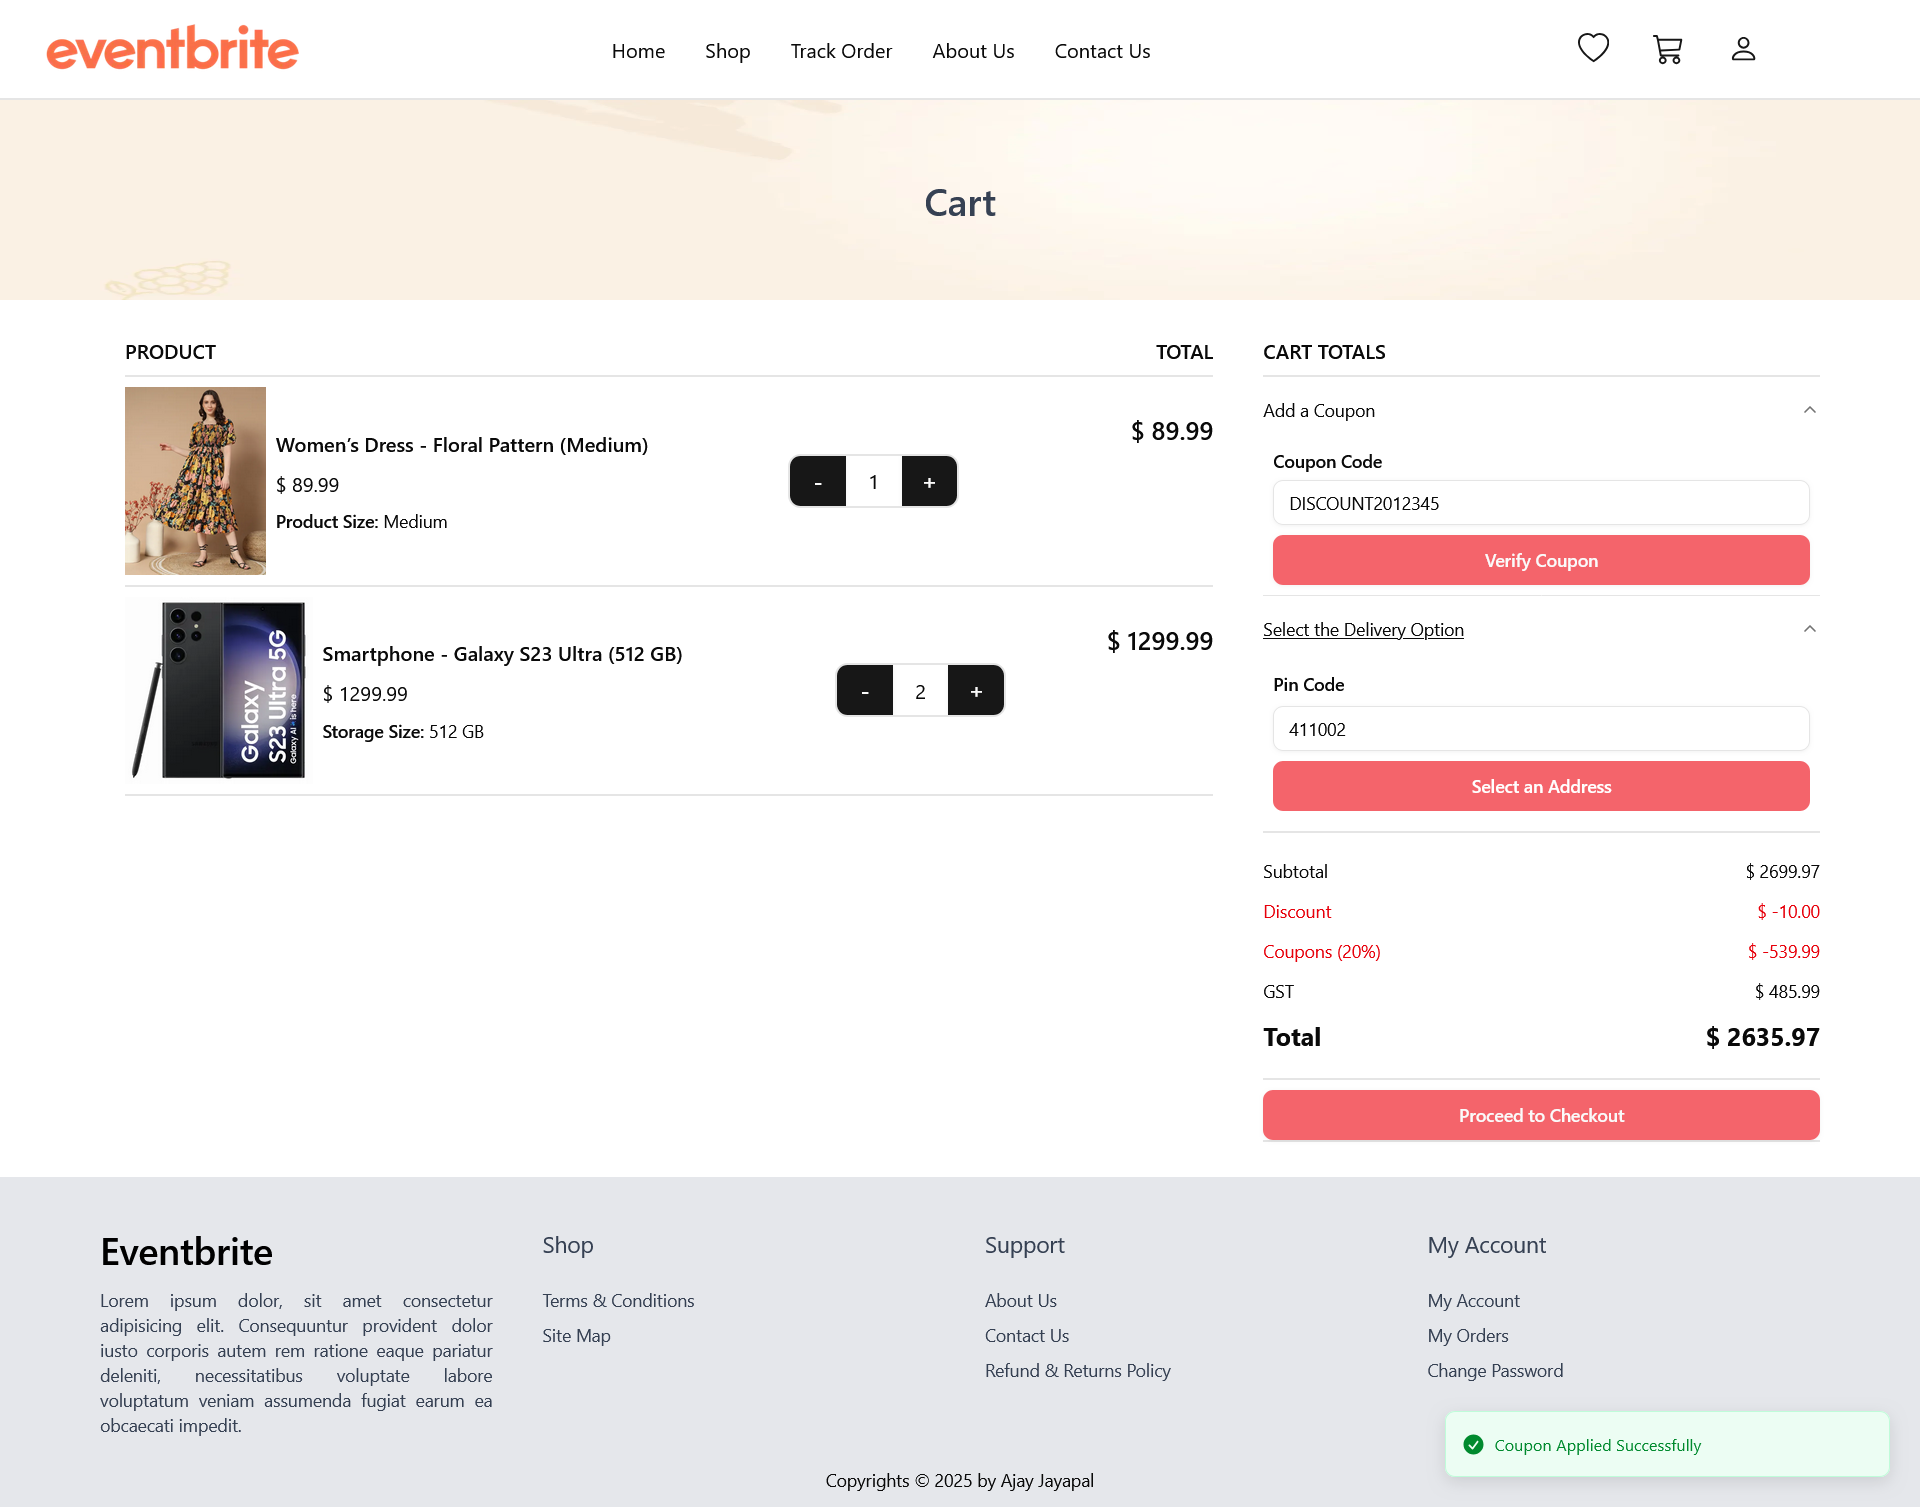 eventbrite
Home
Shop
Track Order
About Us
Contact Us
Cart
PRODUCT
TOTAL
Women’s Dress - Floral Pattern (Medium)
$ 89.99
Product Size: Medium
-
1
+
$ 89.99
Galaxy
S23 Ultra 5G
Galaxy AI + is here
Smartphone - Galaxy S23 Ultra (512 GB)
$ 1299.99
Storage Size: 512 GB
-
2
+
$ 1299.99
CART TOTALS
Add a Coupon
Coupon Code
DISCOUNT2012345
Verify Coupon
Select the Delivery Option
Pin Code
411002
Select an Address
Subtotal $ 2699.97
Discount $ -10.00
Coupons (20%) $ -539.99
GST $ 485.99
Total $ 2635.97
Proceed to Checkout
Eventbrite
Lorem ipsum dolor, sit amet consectetur
adipisicing elit. Consequuntur provident dolor
iusto corporis autem rem ratione eaque pariatur
deleniti, necessitatibus voluptate labore
voluptatum veniam assumenda fugiat earum ea
obcaecati impedit.
Shop
Terms & Conditions
Site Map
Support
About Us
Contact Us
Refund & Returns Policy
My Account
My Account
My Orders
Change Password
Coupon Applied Successfully
Copyrights © 2025 by Ajay Jayapal